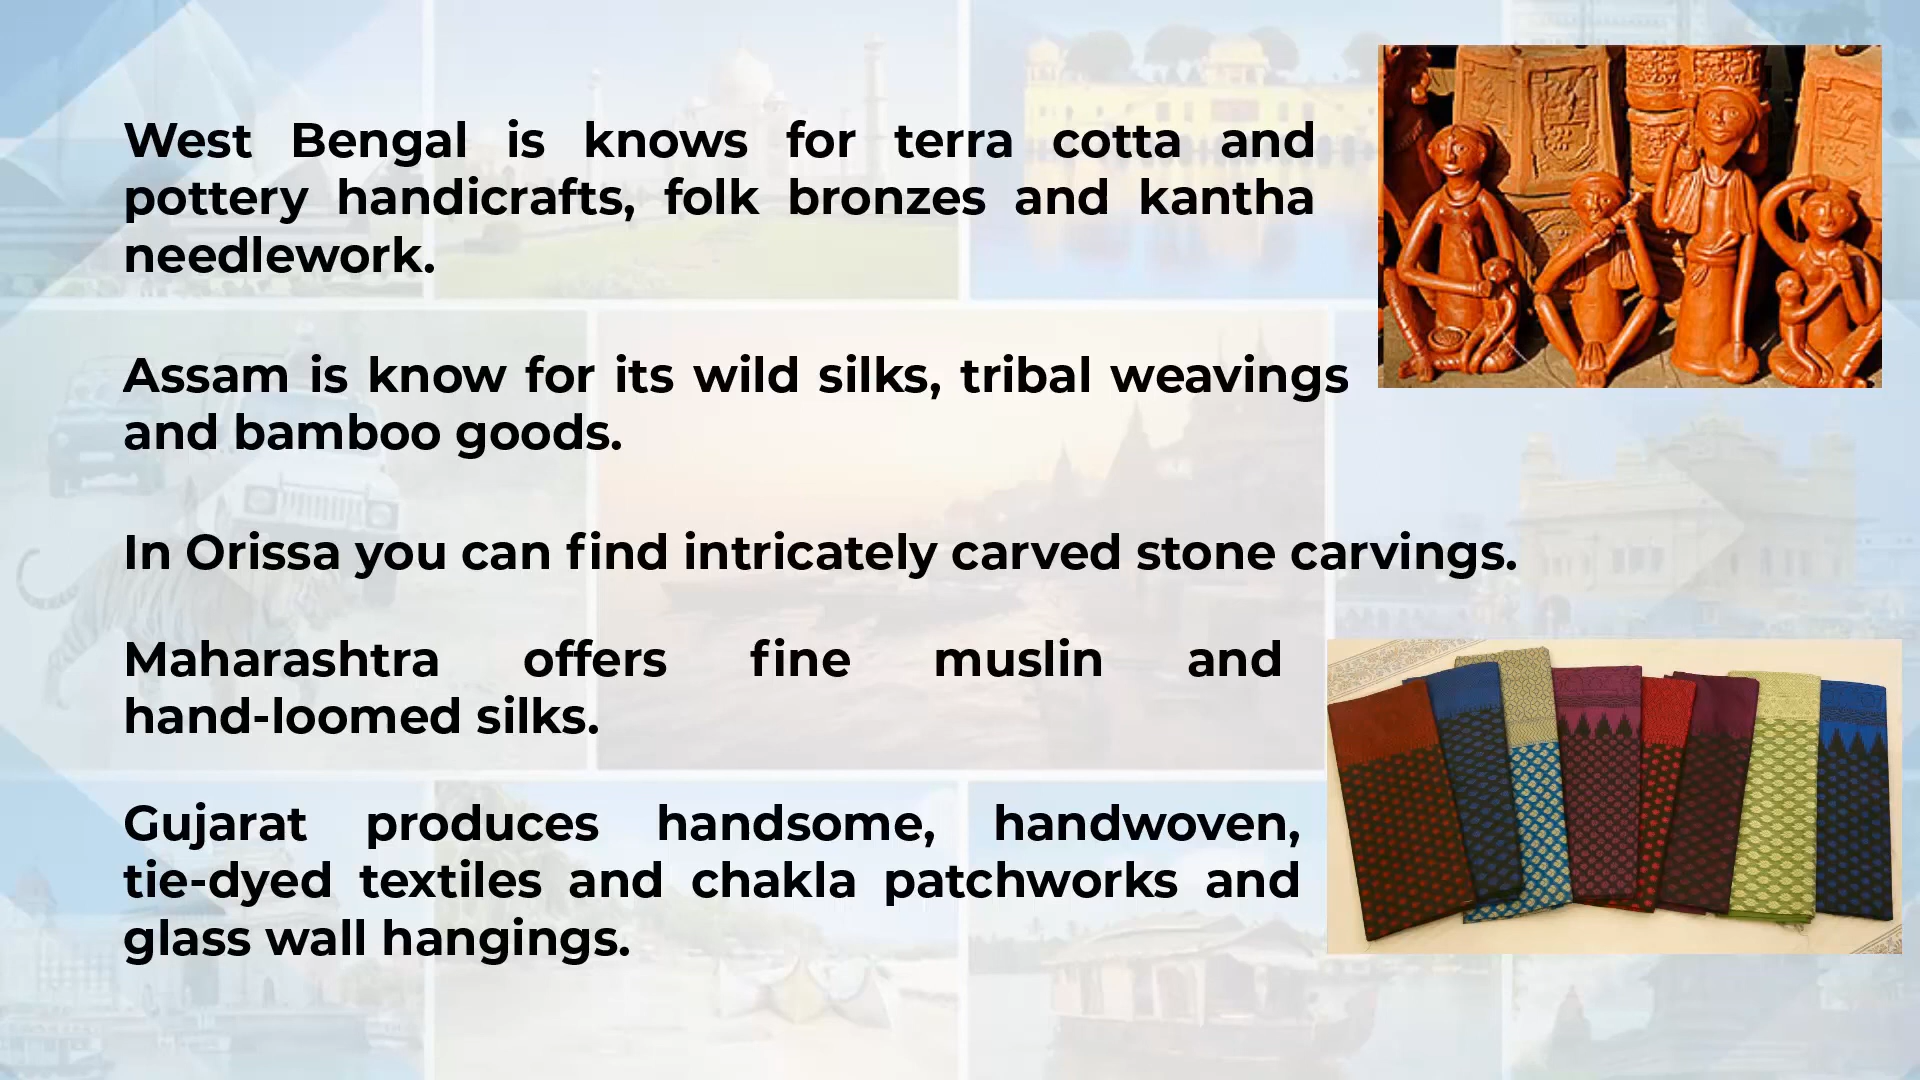 West Bengal is knows for terra cotta and
pottery handicrafts, folk bronzes and kantha
needlework.
Assam is know for its wild silks, tribal weavings
and bamboo goods.
In Orissa you can find intricately carved stone carvings.
Maharashtra offers fine muslin and
hand-loomed silks.
Gujarat produces handsome, handwoven,
tie-dyed textiles and chakla patchworks and
glass wall hangings.